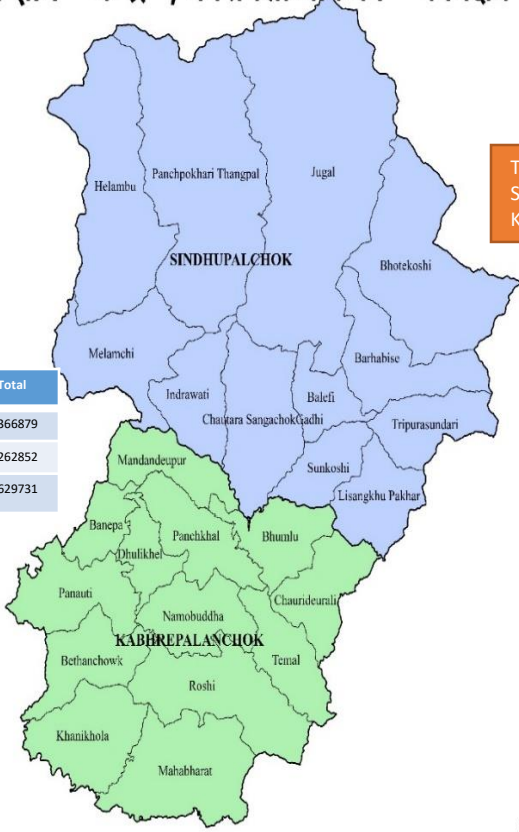 Helambu
Panchpokhari Thangpal
Jugal
SINDHUPALCHOK
Bhotekoshi
Melamchi
Barhabise
Indrawati
Balefi
Chautara SangachokGadhi
Tripurasundari
Sunkoshi
Lisangkhu Pakhar
Total
366879
262852
629731
Mandandeupur
Banepa
Panchkhal
Bhumlu
Dhulikhel
Panauti
Chaurideurali
Namobuddha
KABHREPALANCHOK
Bethanchowk
Temal
Roshi
Khanikhola
Mahabharat
T
S
K